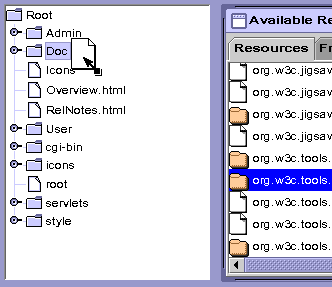 Root
Admin
Doc
Icons
Overview.html
RelNotes.html
User
cgi-bin
icons
root
servlets
style
Available Re
Resources
Fr
org.w3c.jigsav
org.w3c.jigsav
org.w3c.jigsav
org.w3c.jigsav
org.w3c.tools.
org.w3c.tools.
org.w3c.tools.
org.w3c.tools.
org.w3c.tools.